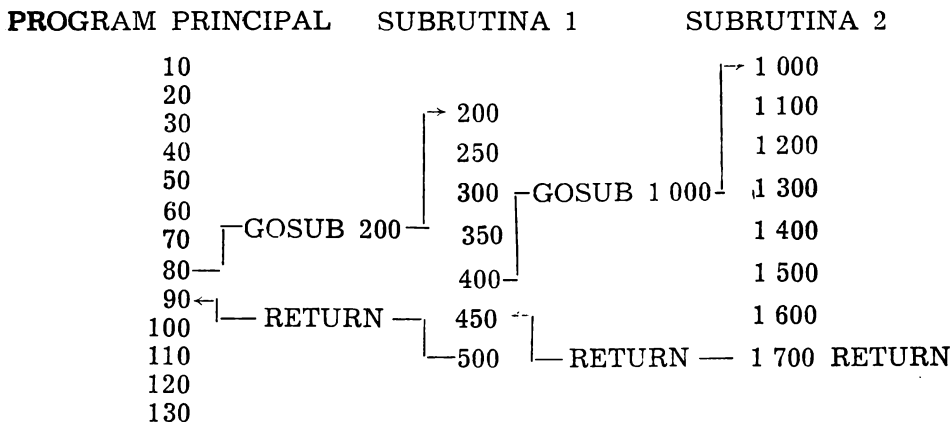 PROGRAM PRINCIPAL SUBRUTINA 1 SUBRUTINA 2
10 1 000
20 200 1 100
30 250 1 200
40 300 GOSUB 1 000 1 300
50 350 1 400
60 GOSUB 200 400 1 500
70 450 1 600
80 500 RETURN 1 700 RETURN
90
100 RETURN
110
120
130